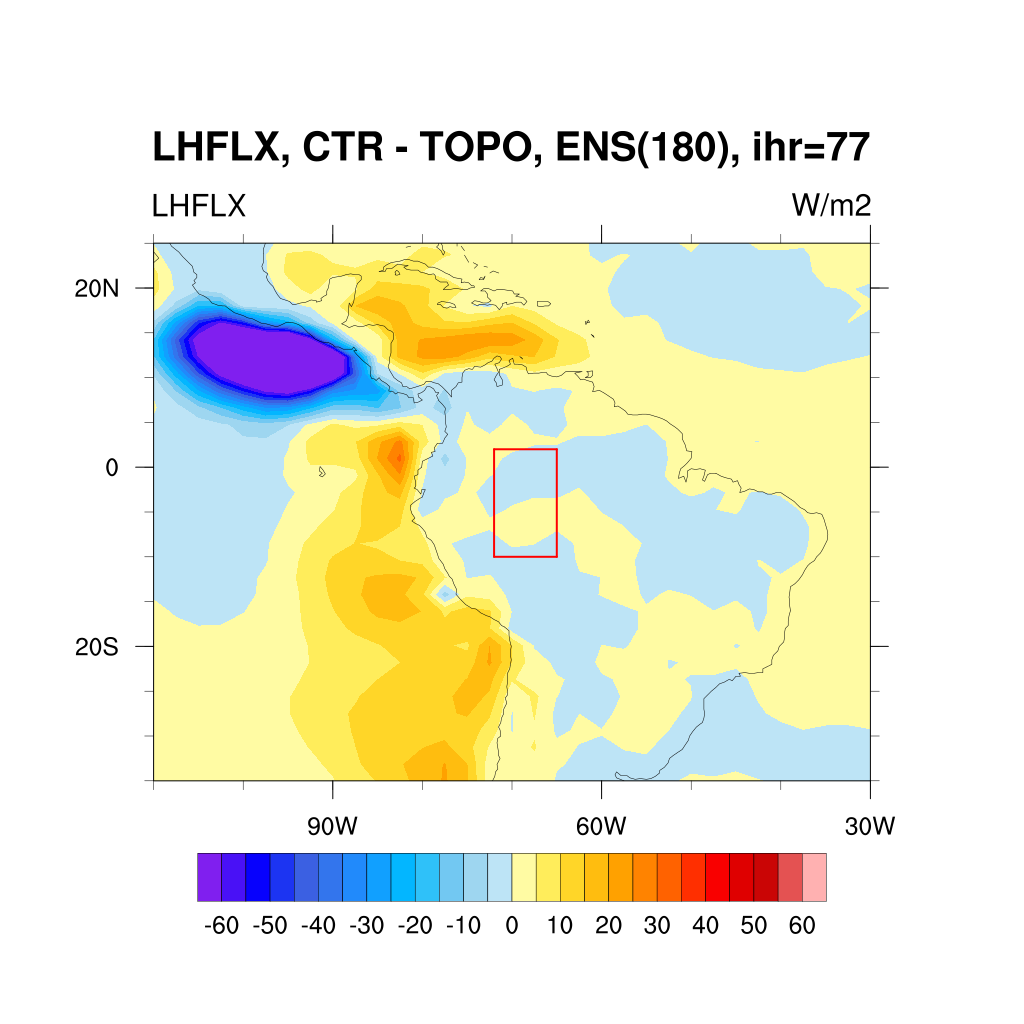 LHFLX, CTR - TOPO, ENS(180), ihr=77
LHFLX W/m2
20N
0
20S
90W 60W 30W
-60 -50 -40 -30 -20 -10 0 10 20 30 40 50 60